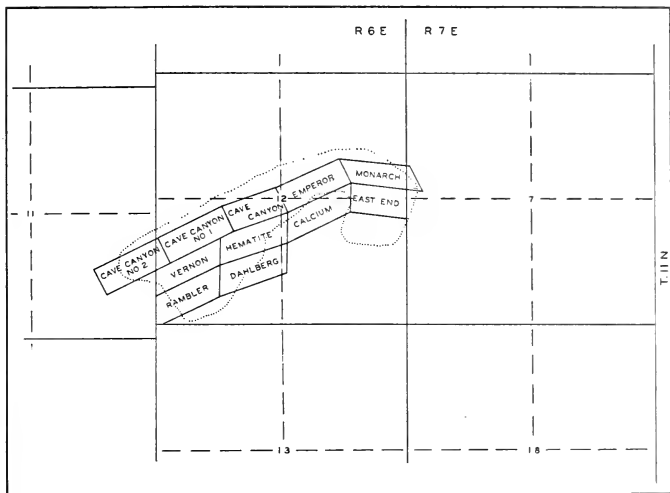 R 6 E R 7 E
MONARCH
EMPEROR
11
12
7
EAST END
CAVE
CANYON
CAVE CANYON
NO 1
CALCIUM
HEMATITE
CAVE CANYON
NO 2
VERNON
DAHLBERG
RAMBLER
T. 11 N
13
18